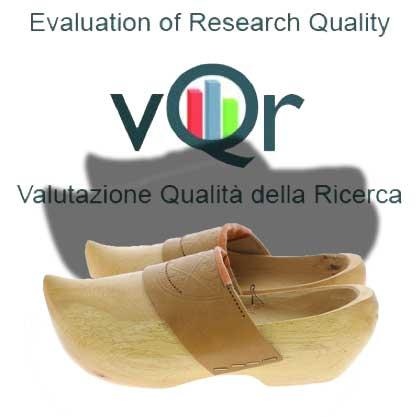 Evaluation of Research Quality
vQr
Valutazione Qualità della Ricerca